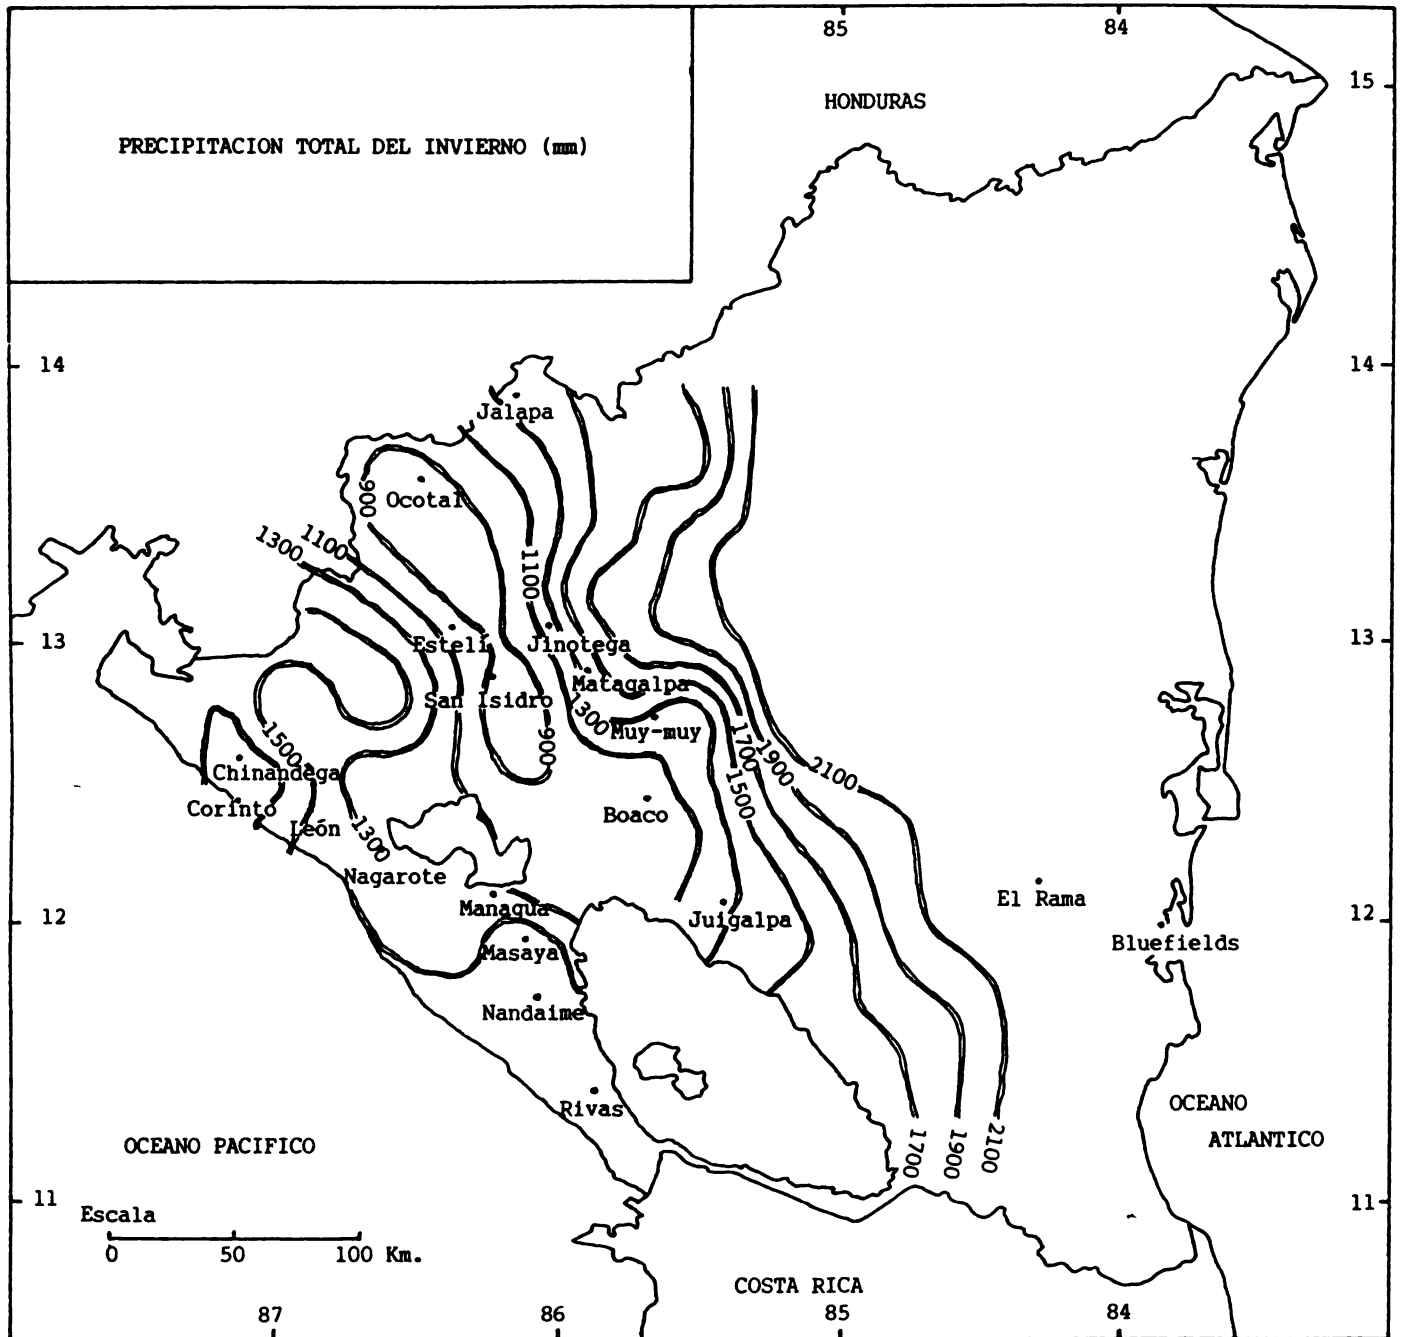 85
84
HONDURAS
15
PRECIPITACION TOTAL DEL INVIERNO (mm)
14
14
Jalapa
900
Ocotal
1300
1100
1100
13
Estelí
Jinotega
13
Matagalpa
San Isidro
1300
Muy-muy
1500
900
1700
1900
2100
Chinandega
1500
Corinto
León
1300
Boaco
Nagarote
El Rama
12
Managua
Juigalpa
12
Masaya
Bluefields
Nandaime
Rivas
OCEANO
ATLANTICO
OCEANO PACIFICO
1700
1900
2100
11
11
Escala
0 50 100 Km.
COSTA RICA
87
86
85
84